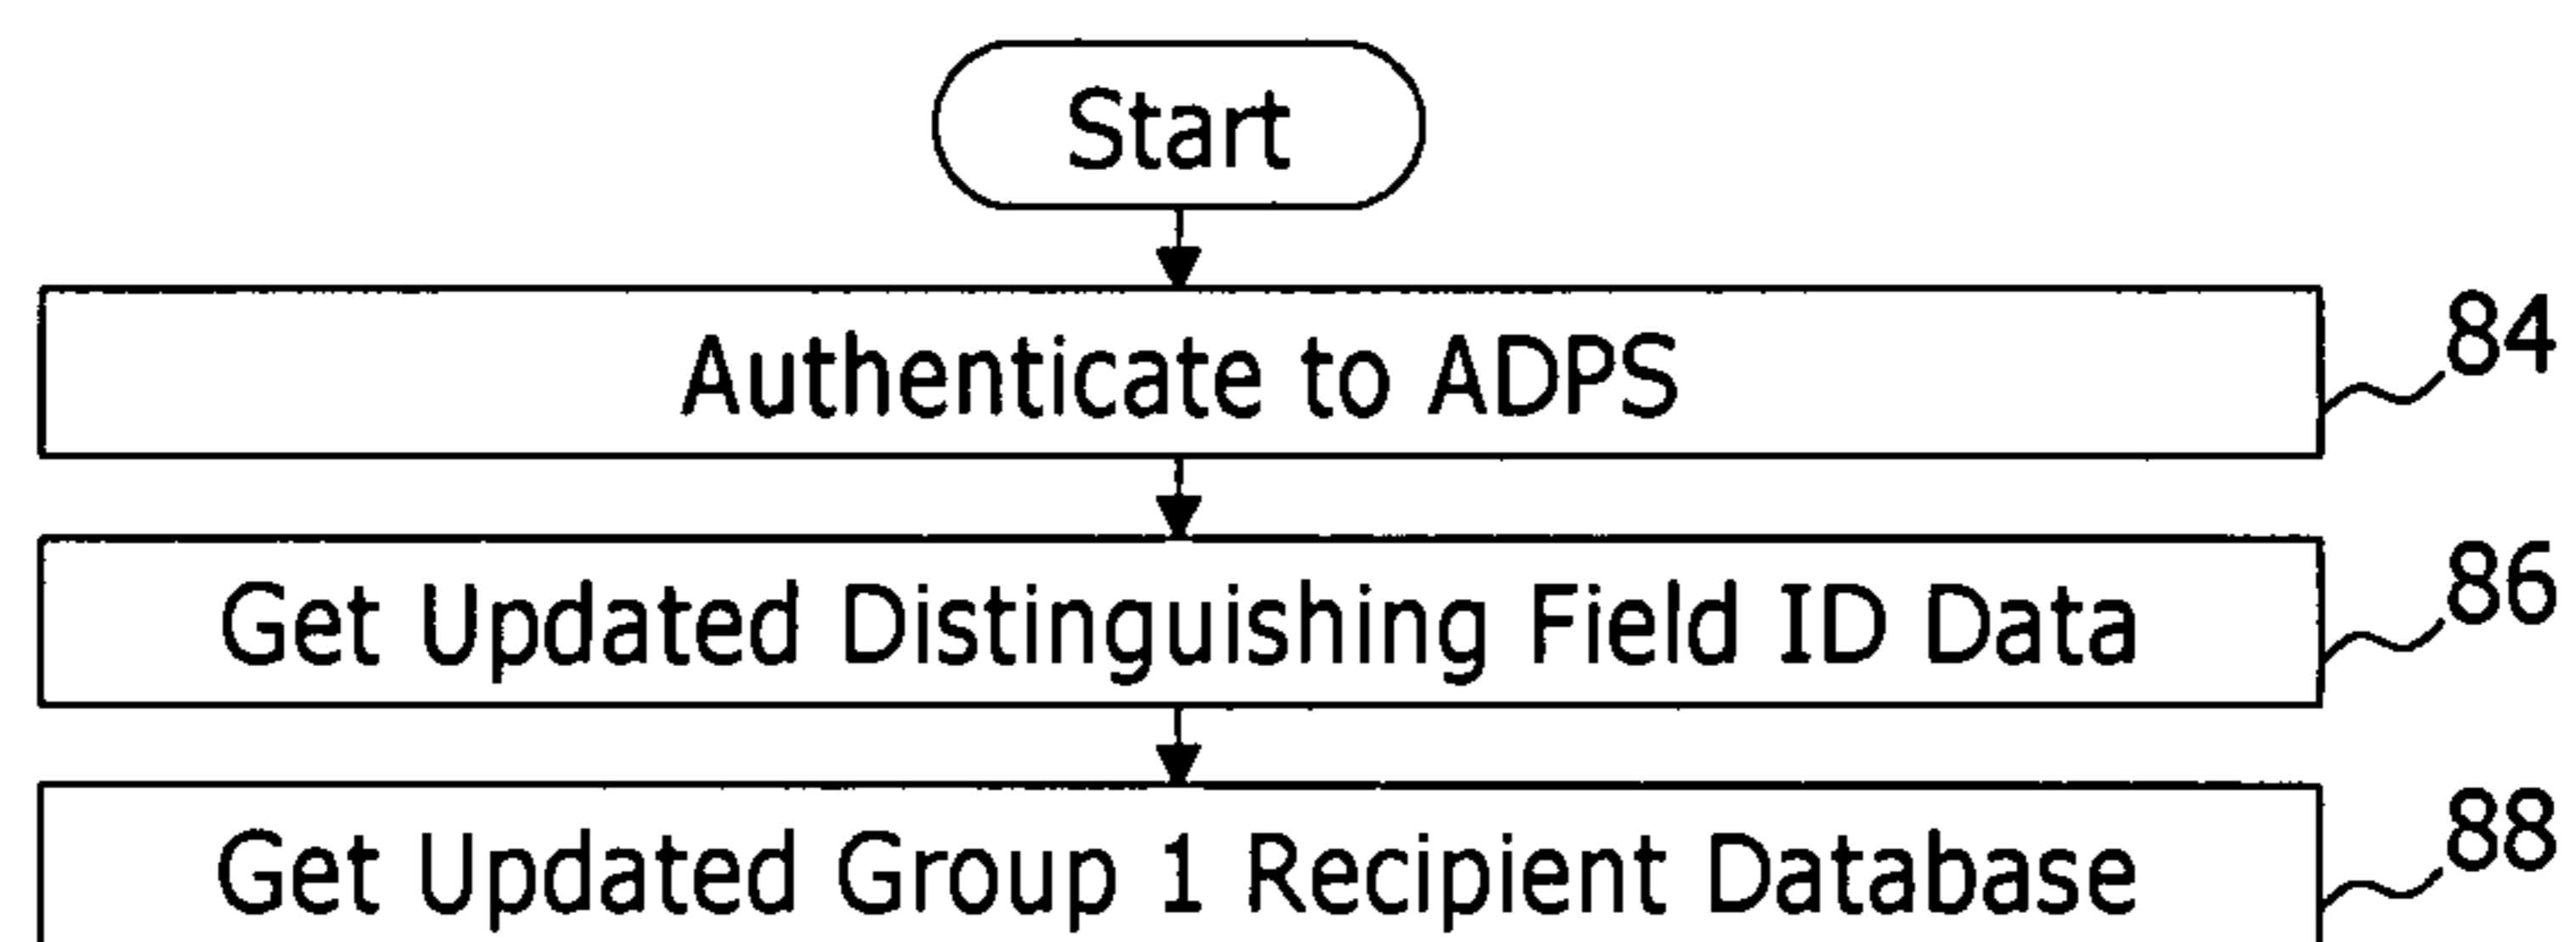 Start
Authenticate to ADPS 84
Get Updated Distinguishing Field ID Data 86
Get Updated Group 1 Recipient Database 88